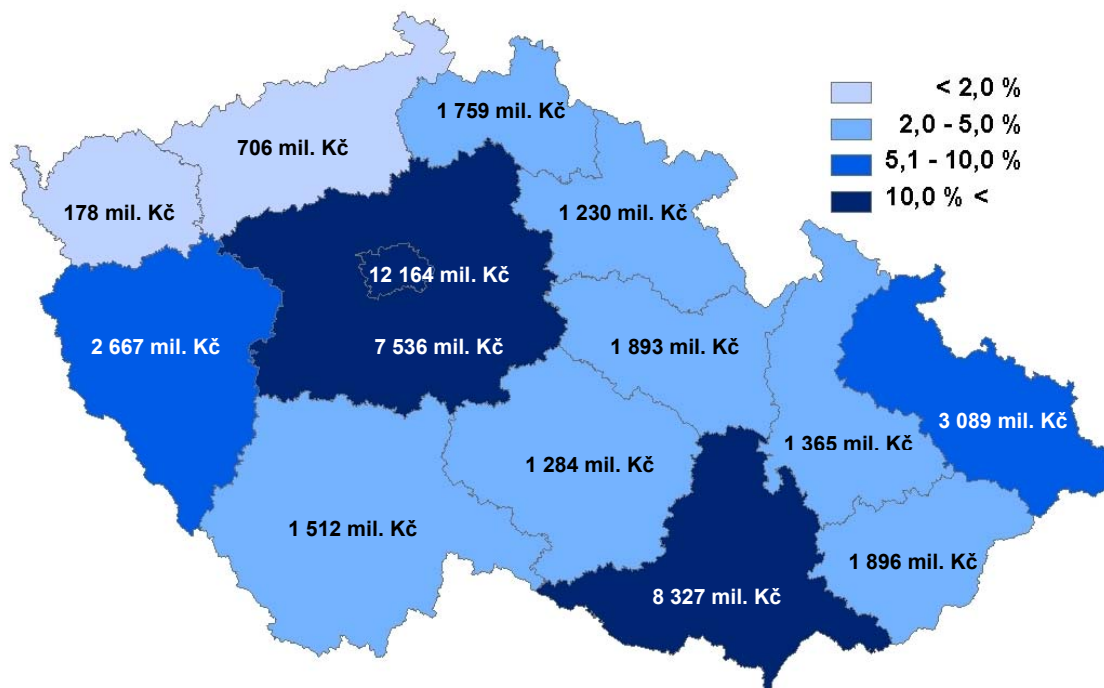 1 759 mil. Kč
706 mil. Kč
178 mil. Kč
1 230 mil. Kč
12 164 mil. Kč
2 667 mil. Kč
7 536 mil. Kč
1 893 mil. Kč
3 089 mil. Kč
1 365 mil. Kč
1 284 mil. Kč
1 512 mil. Kč
1 896 mil. Kč
8 327 mil. Kč
< 2,0 %
2,0 - 5,0 %
5,1 - 10,0 %
10,0 % <